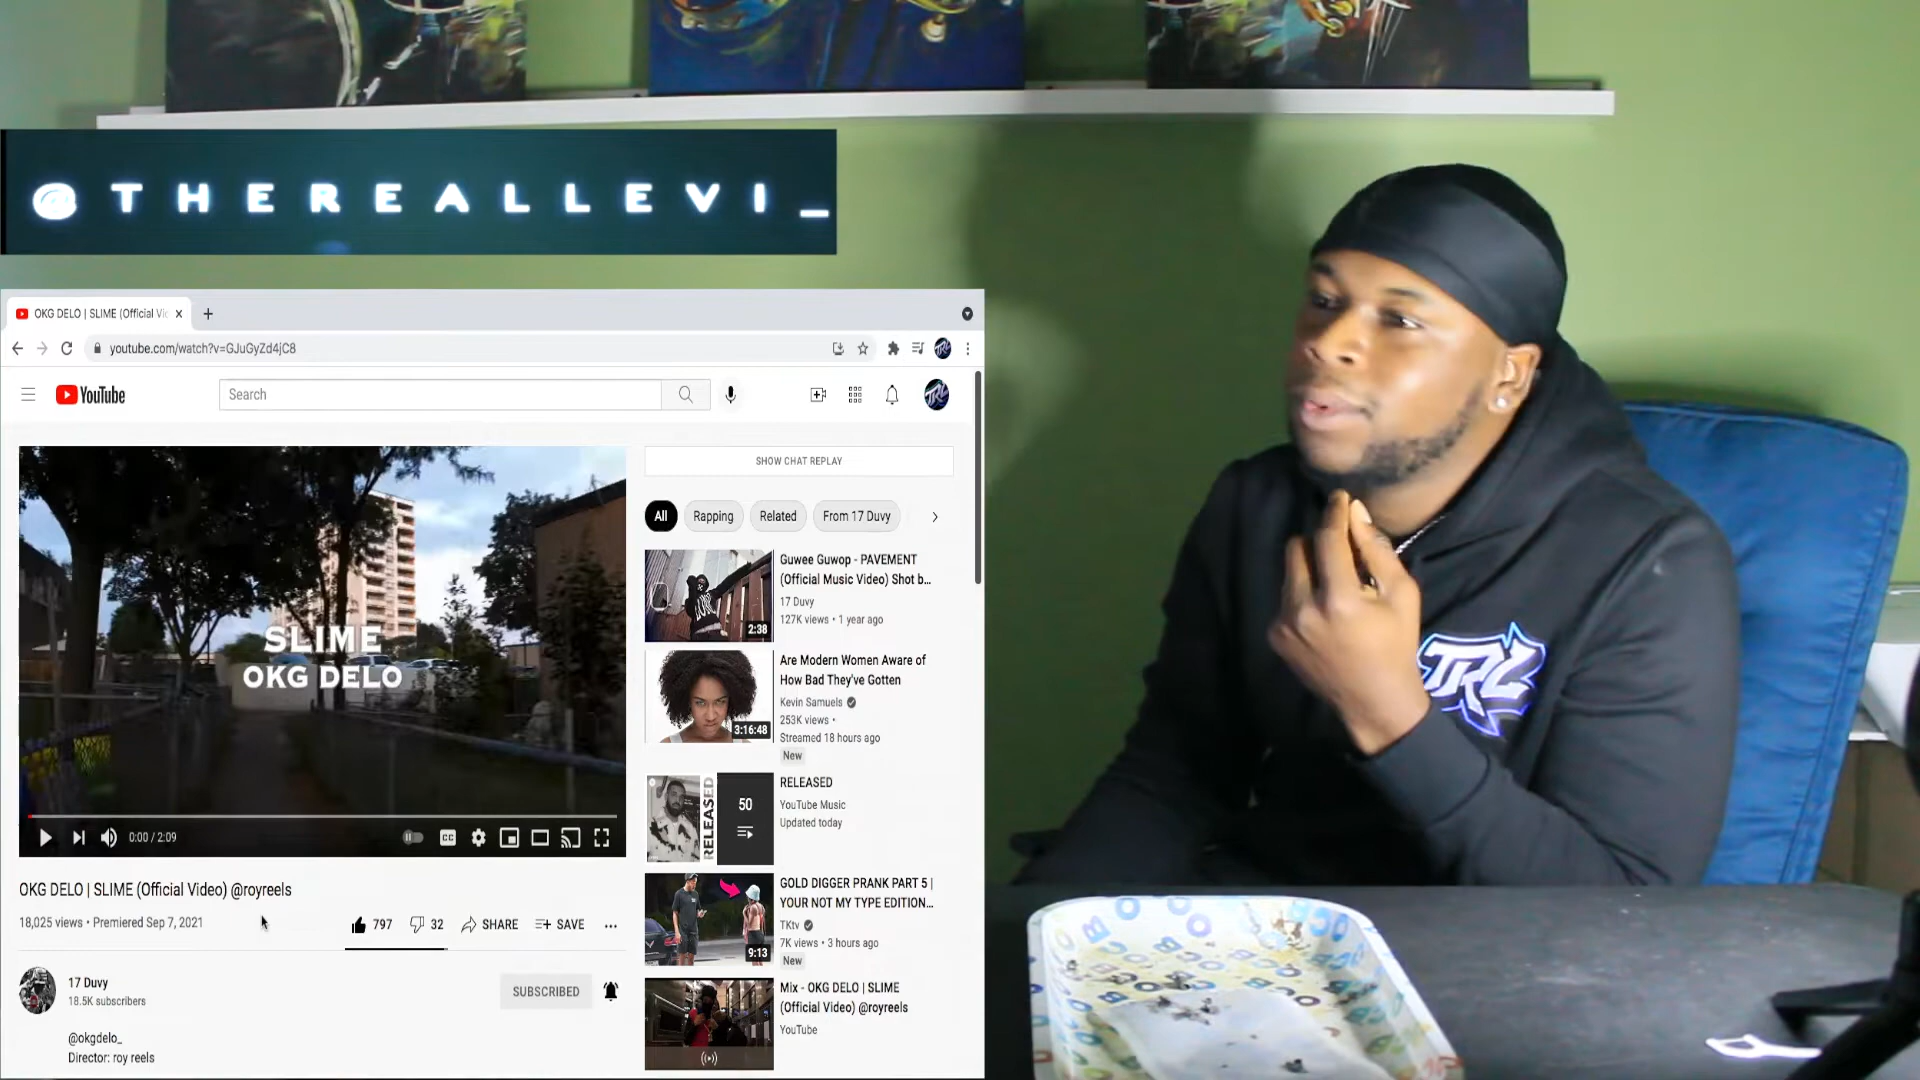 @THEREALLEVI_
OKG DELO | SLIME (Official Vi
youtube.com/watch?v=GJuGyZd4jC8
YouTube
Search
SLIME
OKG DELO
0:00 / 2:09
CC
OKG DELO | SLIME (Official Video) @royreels
18,025 views • Premiered Sep 7, 2021
797
32
SHARE
SAVE
17 Duvy
18.5K subscribers
SUBSCRIBED
@okgdelo_
Director: roy reels
SHOW CHAT REPLAY
All
Rapping
Related
From 17 Duvy
2:38
Guwee Guwop - PAVEMENT
(Official Music Video) Shot b...
17 Duvy
127K views • 1 year ago
3:16:48
Are Modern Women Aware of
How Bad They've Gotten
Kevin Samuels
253K views •
Streamed 18 hours ago
New
RELEASED
50
RELEASED
YouTube Music
Updated today
9:13
GOLD DIGGER PRANK PART 5 |
YOUR NOT MY TYPE EDITION...
TKtv
7K views • 3 hours ago
New
Mix - OKG DELO | SLIME
(Official Video) @royreels
YouTube
TRL